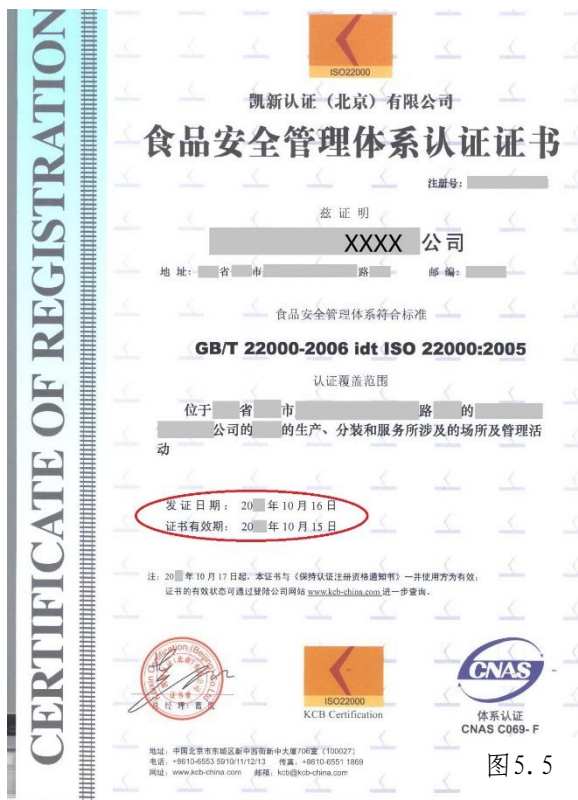 CERTIFICATE OF REGISTRATION
ISO22000
凯新认证（北京）有限公司
食品安全管理体系认证证书
注册号：
兹 证 明
XXXX 公司
地 址： 省 市 路 邮 编：
食品安全管理体系符合标准
GB/T 22000-2006 idt ISO 22000:2005
认证覆盖范围
位于 省 市 路 的
公司的 的生产、分装和服务所涉及的场所及管理活
动
发 证 日 期： 20 年 10 月 16 日
证书有效期： 20 年 10 月 15 日
注：20 年 10 月 17 日起，本证书与《保持认证注册资格通知书》一并使用方为有效；
证书的有效状态可通过登陆公司网站 www.kcb-china.com 进一步查询。
ISO22000
KCB Certification
CNAS
体系认证
CNAS C069- F
总 经 理：葛
证书章
地址：中国北京市东城区新中西街新中大厦706室（100027）
电话：+8610-6553 5910/11/12/13 传真：+8610-6551 1869
网址：www.kcb-china.com 邮箱：kcb@kcb-china.com
图5.5